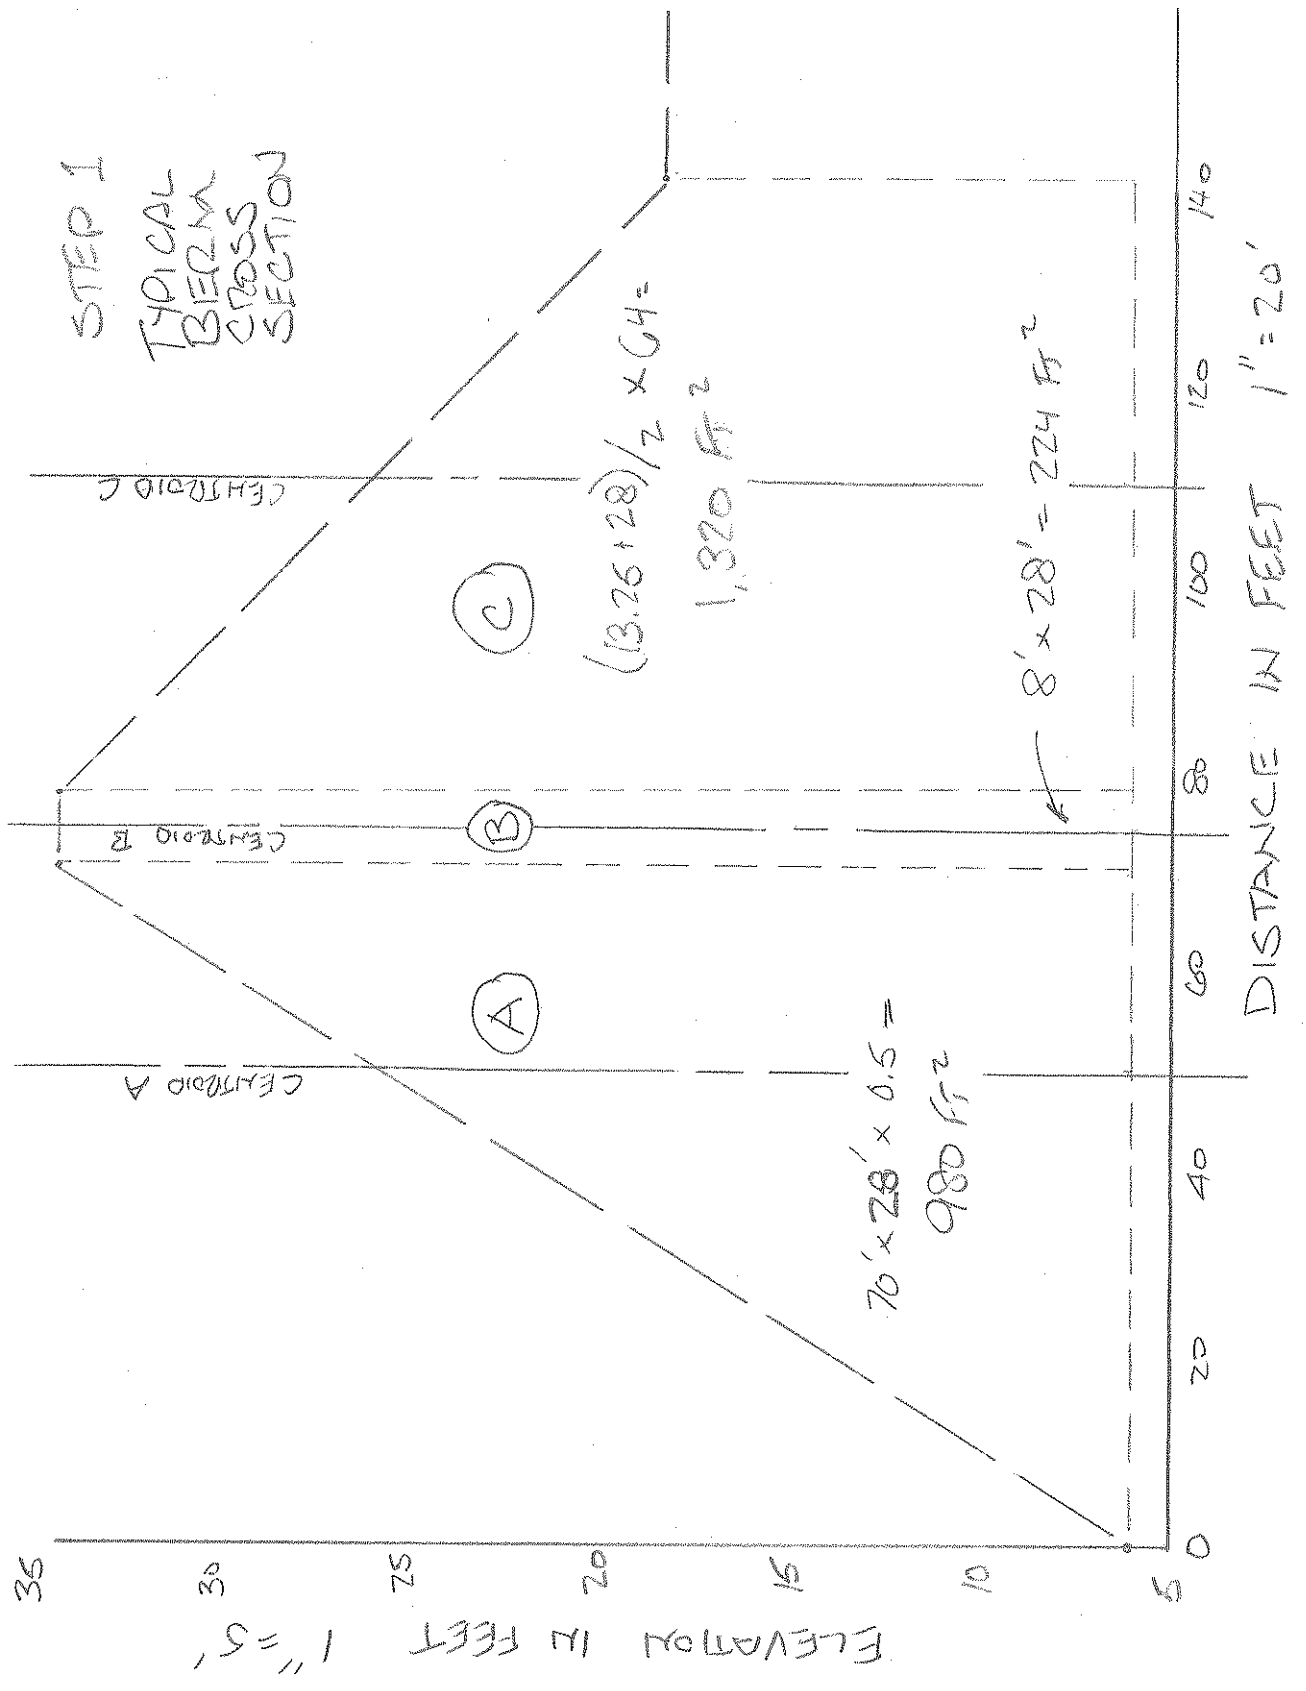 STEP 1
TYPICAL
BERM
CROSS
SECTION
CENTROID A
CENTROID B
CENTROID C
A
B
C
70' x 28' x 0.5 =
980 FT²
8' x 28' = 224 FT²
(13.26+28)/2 x 64 =
1,320 FT²
35
30
25
20
15
10
5
ELEVATION IN FEET 1" = 5'
0 20 40 60 80 100 120 140
DISTANCE IN FEET 1" = 20'